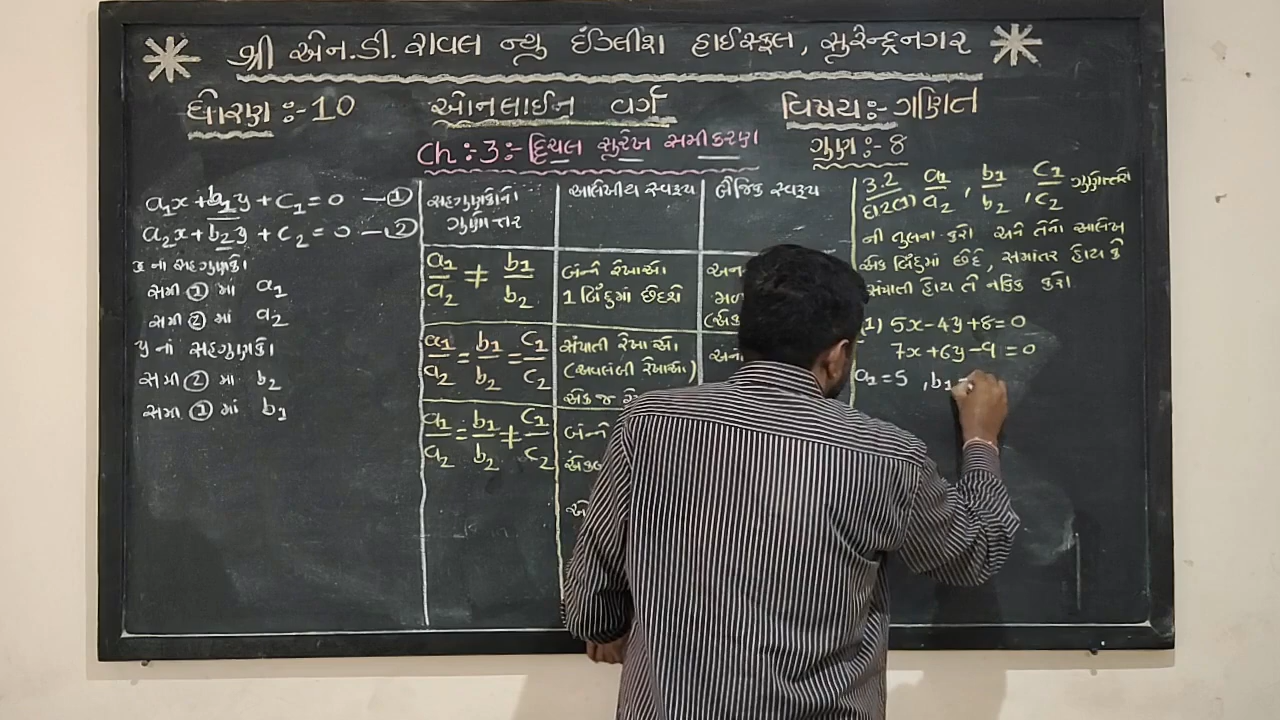 શ્રી એન.ડી. રાવલ ન્યુ ઇંગ્લીશ હાઈસ્કૂલ, સુરેન્દ્રનગર
ધોરણ :- 10 ઓનલાઈન વર્ગ વિષય :- ગણિત
Ch :- 3 :- દ્વિચલ સુરેખ સમીકરણ ગુણ :- 8
a₁x + b₁y + c₁ = 0 — ①
a₂x + b₂y + c₂ = 0 — ②
x ના સહગુણકો
સમી ① માં a₁
સમી ② માં a₂
y નાં સહગુણકો
સમી ② માં b₂
સમી ① માં b₁
સહગુણકોનો
ગુણોત્તર
આલેખીય સ્વરૂપ
બૈજિક સ્વરૂપ
a₁/a₂ ≠ b₁/b₂
બંન્ને રેખાઓ
1 બિંદુમાં છેદશે
a₁/a₂ = b₁/b₂ = c₁/c₂
સંપાતી રેખાઓ
(અવલંબી રેખાઓ)
એક જ
a₁/a₂ = b₁/b₂ ≠ c₁/c₂
બંન્ને
3.2 a₁/a₂ , b₁/b₂ , c₁/c₂ ગુણોત્તરો
ની તુલના કરો અને તેના આલેખ
એક બિંદુમાં છેદે, સમાંતર હોય કે
સંપાતી હોય તે નક્કિ કરો
(1) 5x - 4y + 8 = 0
7x + 6y - 9 = 0
a₁ = 5 , b₁